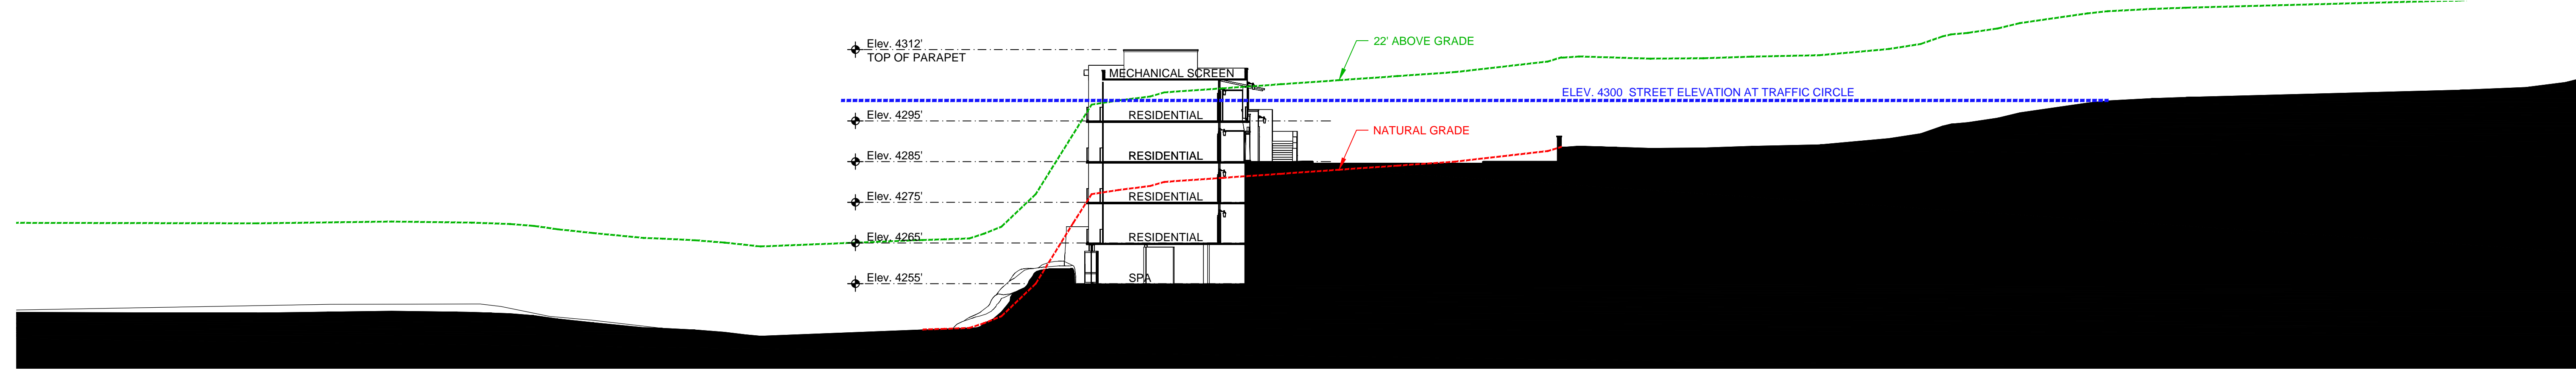 Elev. 4312'
TOP OF PARAPET
22' ABOVE GRADE
MECHANICAL SCREEN
ELEV. 4300  STREET ELEVATION AT TRAFFIC CIRCLE
Elev. 4295'
RESIDENTIAL
NATURAL GRADE
Elev. 4285'
RESIDENTIAL
Elev. 4275'
RESIDENTIAL
Elev. 4265'
RESIDENTIAL
Elev. 4255'
SPA